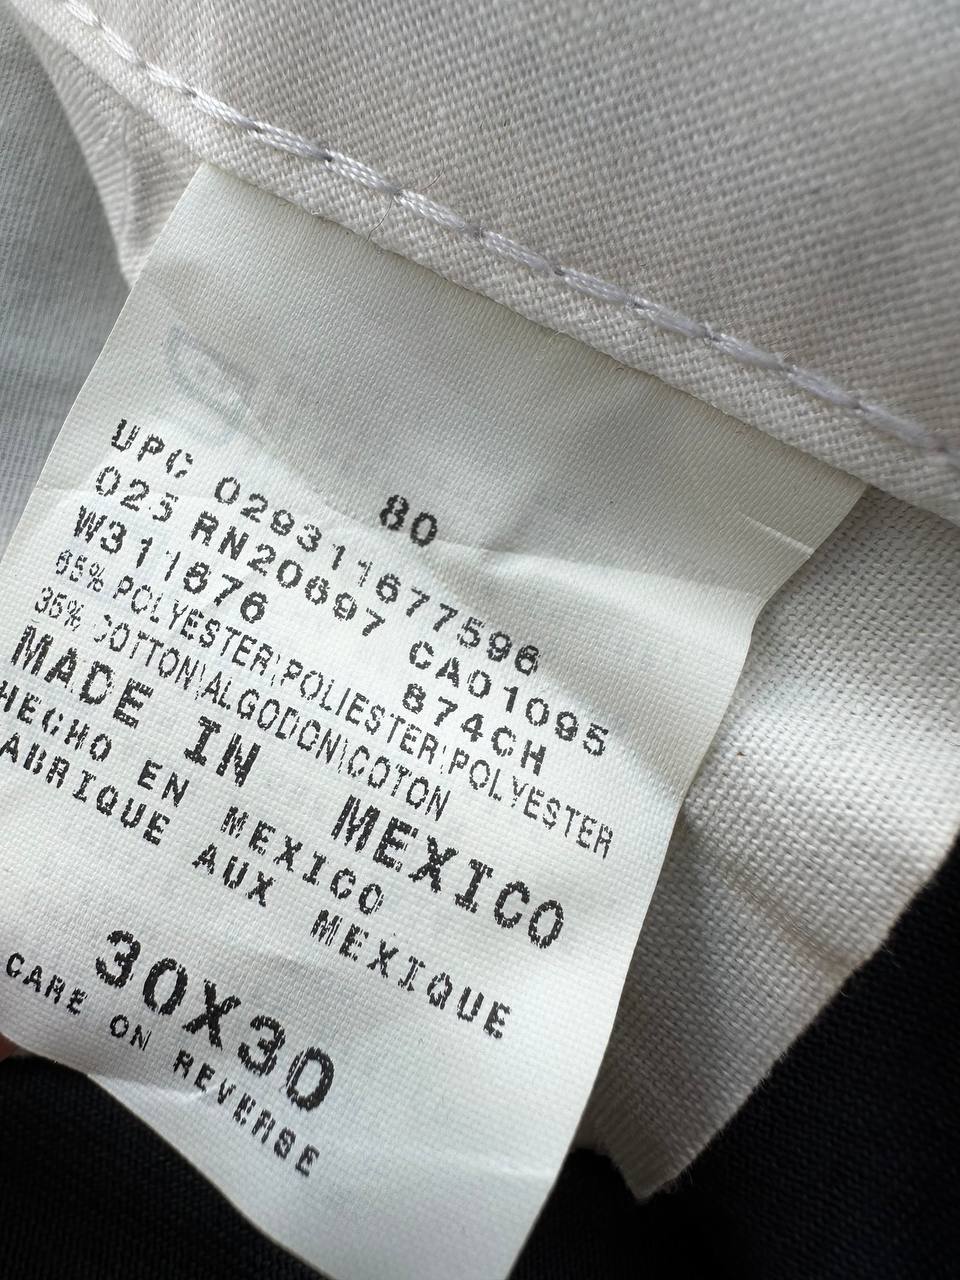 80
UPC 029311677596
025 RN20697 CA01095
W311876 874CH
65% POLYESTER\POLIESTER\POLYESTER
35% COTTON\ALGODON\COTON
MADE IN MEXICO
HECHO EN MEXICO
ABRIQUE AUX MEXIQUE
30X30
CARE ON REVERSE